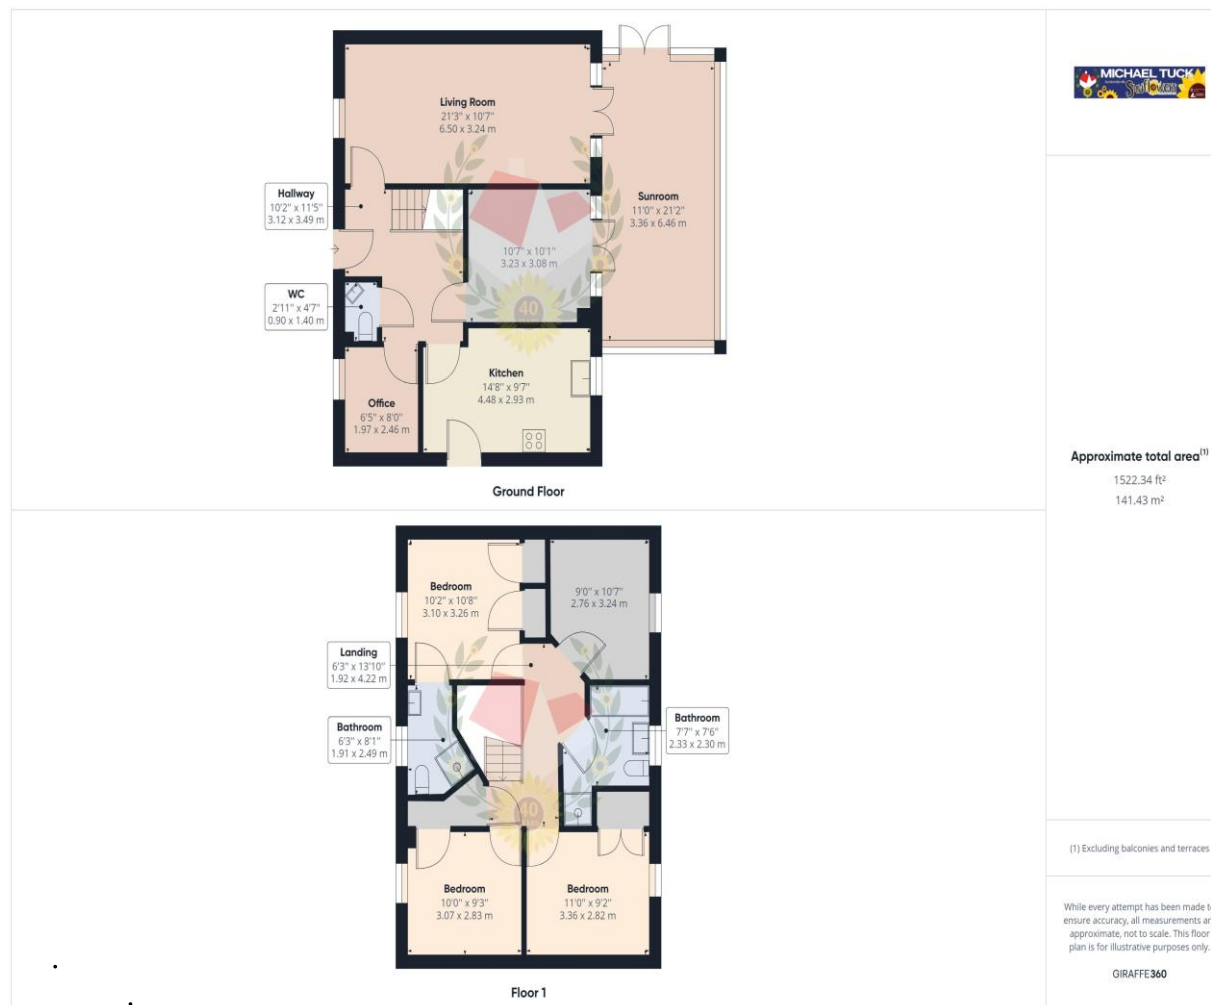 MICHAEL TUCK
Sunflowers
Living Room
21'3" x 10'7"
6.50 x 3.24 m
Hallway
10'2" x 11'5"
3.12 x 3.49 m
Sunroom
11'0" x 21'2"
3.36 x 6.46 m
10'7" x 10'1"
3.23 x 3.08 m
WC
2'11" x 4'7"
0.90 x 1.40 m
40
Kitchen
14'8" x 9'7"
4.48 x 2.93 m
Office
6'5" x 8'0"
1.97 x 2.46 m
Ground Floor
Approximate total area(1)
1522.34 ft²
141.43 m²
Bedroom
10'2" x 10'8"
3.10 x 3.26 m
9'0" x 10'7"
2.76 x 3.24 m
Landing
6'3" x 13'10"
1.92 x 4.22 m
Bathroom
6'3" x 8'1"
1.91 x 2.49 m
Bathroom
7'7" x 7'6"
2.33 x 2.30 m
40
Bedroom
10'0" x 9'3"
3.07 x 2.83 m
Bedroom
11'0" x 9'2"
3.36 x 2.82 m
Floor 1
(1) Excluding balconies and terraces
While every attempt has been made t
ensure accuracy, all measurements ar
approximate, not to scale. This floor
plan is for illustrative purposes only.
GIRAFFE360